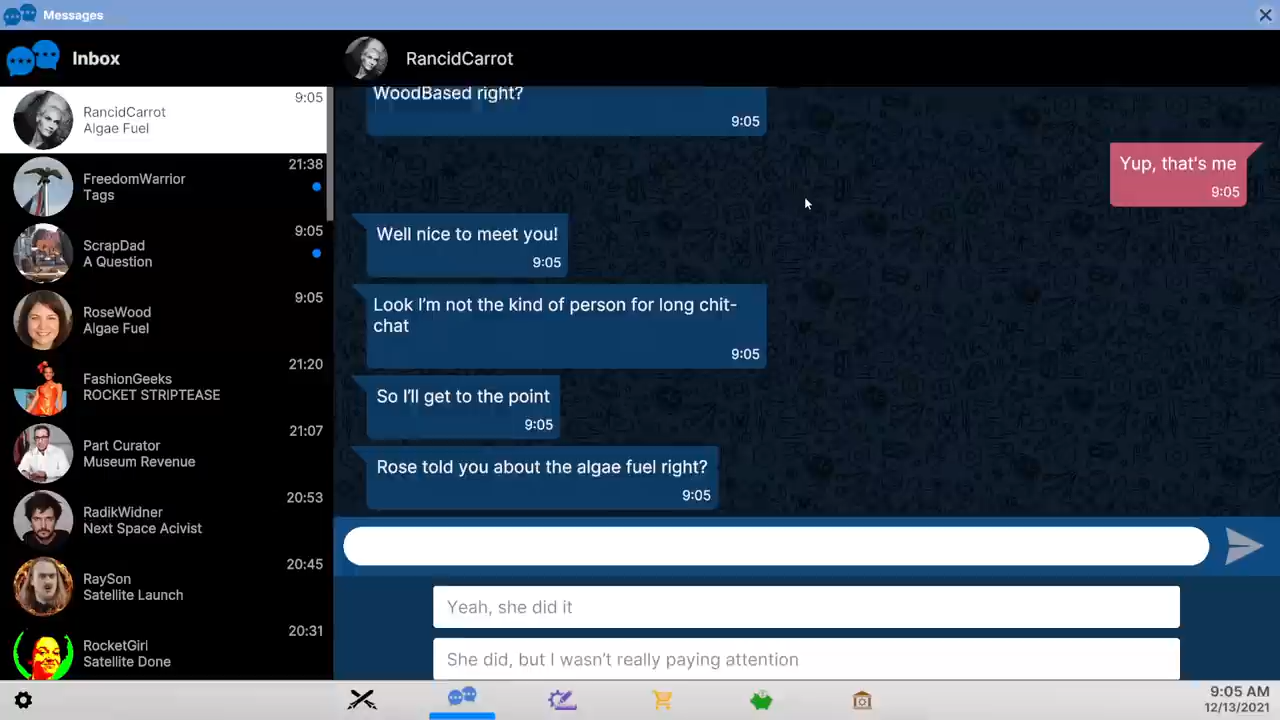 Messages
Inbox
RancidCarrot
9:05
RancidCarrot
Algae Fuel
21:38
FreedomWarrior
Tags
9:05
ScrapDad
A Question
9:05
RoseWood
Algae Fuel
21:20
FashionGeeks
ROCKET STRIPTEASE
21:07
Part Curator
Museum Revenue
20:53
RadikWidner
Next Space Acivist
20:45
RaySon
Satellite Launch
20:31
RocketGirl
Satellite Done
WoodBased right?
9:05
Yup, that's me
9:05
Well nice to meet you!
9:05
Look I'm not the kind of person for long chit-
chat
9:05
So I'll get to the point
9:05
Rose told you about the algae fuel right?
9:05
Yeah, she did it
She did, but I wasn't really paying attention
9:05 AM
12/13/2021